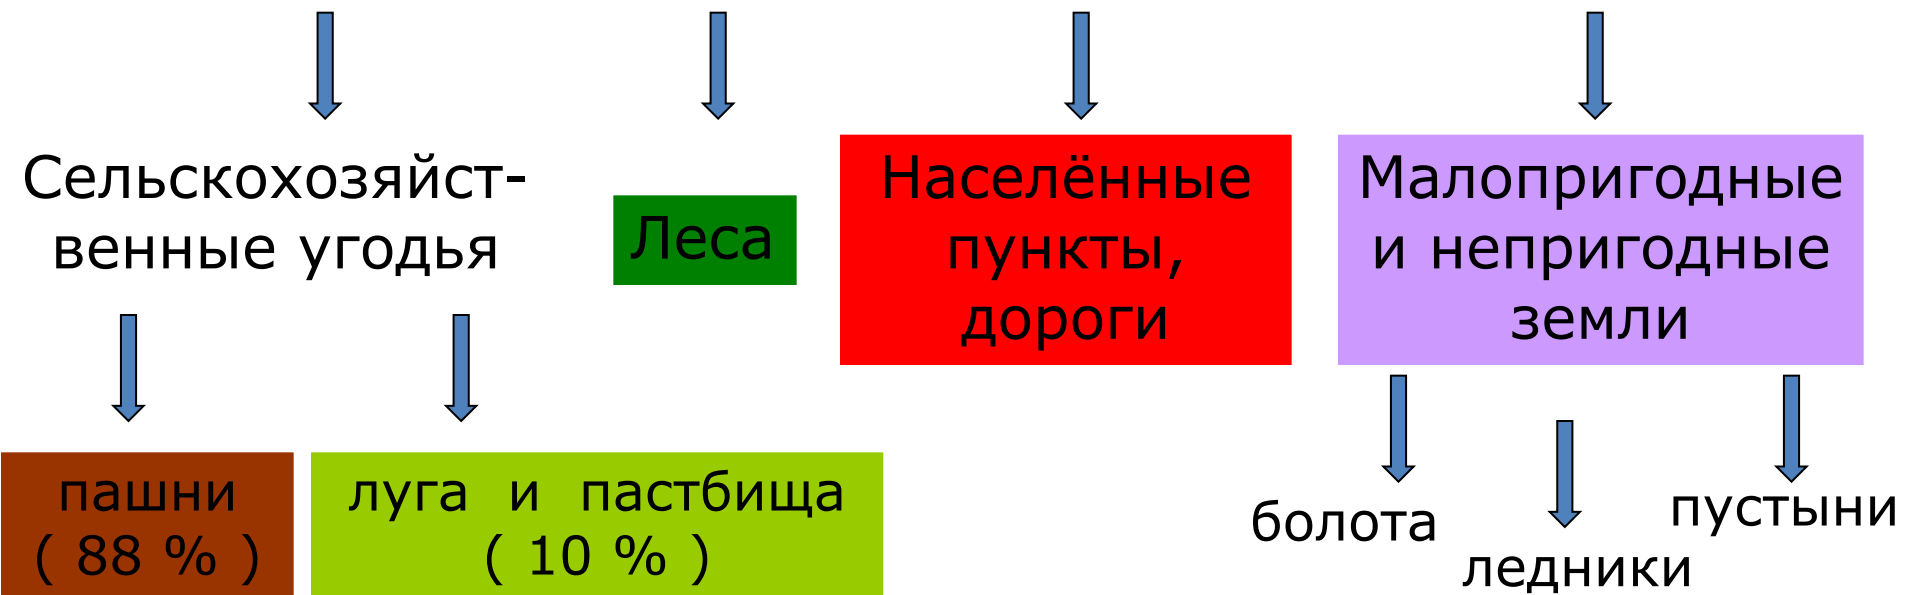 Сельскохозяйст-
венные угодья
Леса
Населённые
пункты,
дороги
Малопригодные
и непригодные
земли
пашни
( 88 % )
луга и пастбища
( 10 % )
болота
ледники
пустыни